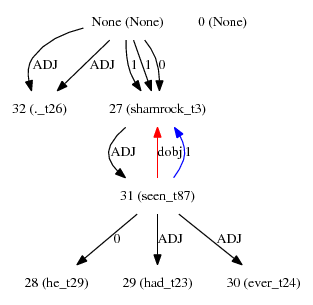 None (None) 0 (None)
ADJ ADJ 1 1 0
32 (._t26) 27 (shamrock_t3)
ADJ dobj 1
31 (seen_t87)
0 ADJ ADJ
28 (he_t29) 29 (had_t23) 30 (ever_t24)